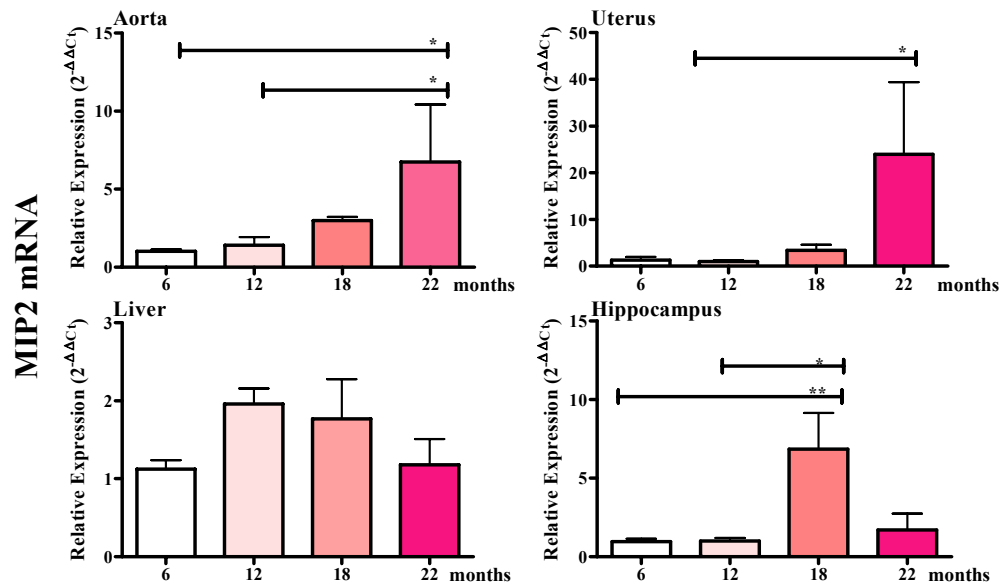 MIP2 mRNA
Aorta
Relative Expression (2-ΔΔCt)
15
10
5
0
*
*
6 12 18 22 months
Uterus
Relative Expression (2-ΔΔCt)
50
40
30
20
10
0
*
6 12 18 22 months
Liver
Relative Expression (2-ΔΔCt)
3
2
1
0
6 12 18 22 months
Hippocampus
Relative Expression (2-ΔΔCt)
15
10
5
0
*
**
6 12 18 22 months